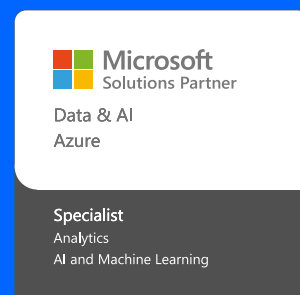 Microsoft
Solutions Partner
Data & AI
Azure
Specialist
Analytics
AI and Machine Learning